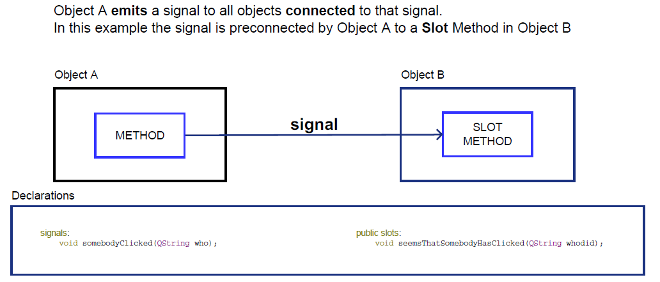 Object A emits a signal to all objects connected to that signal.
In this example the signal is preconnected by Object A to a Slot Method in Object B
Object A
Object B
METHOD
signal
SLOT
METHOD
Declarations
signals:
void somebodyClicked(QString who);
public slots:
void seemsThatSomebodyHasClicked(QString whodid);